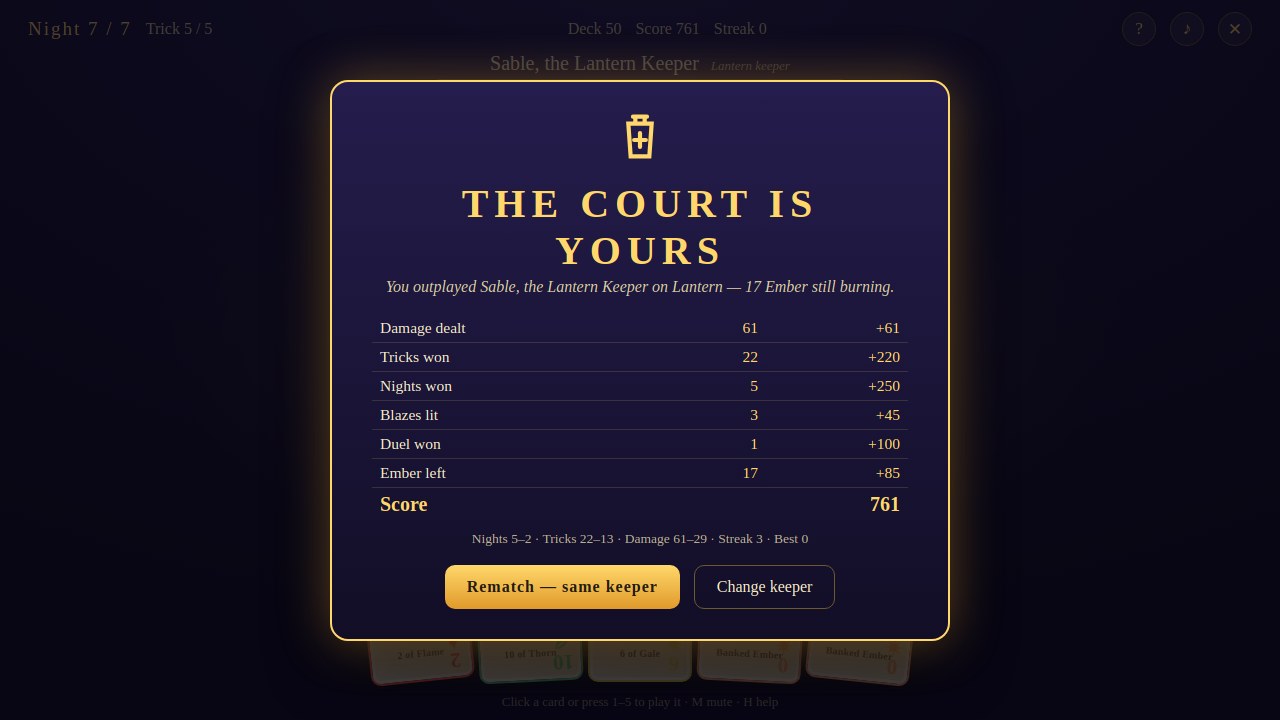 Night 7 / 7 Trick 5 / 5 Deck 50 Score 761 Streak 0 ? ♪ ✕
Sable, the Lantern Keeper Lantern keeper
THE COURT IS
YOURS
You outplayed Sable, the Lantern Keeper on Lantern — 17 Ember still burning.
Damage dealt 61 +61
Tricks won 22 +220
Nights won 5 +250
Blazes lit 3 +45
Duel won 1 +100
Ember left 17 +85
Score 761
Nights 5–2 · Tricks 22–13 · Damage 61–29 · Streak 3 · Best 0
Rematch — same keeper Change keeper
2 of Flame 2 10 of Thorn 10 6 of Gale 6 Banked Ember 0 Banked Ember 0
Click a card or press 1–5 to play it · M mute · H help